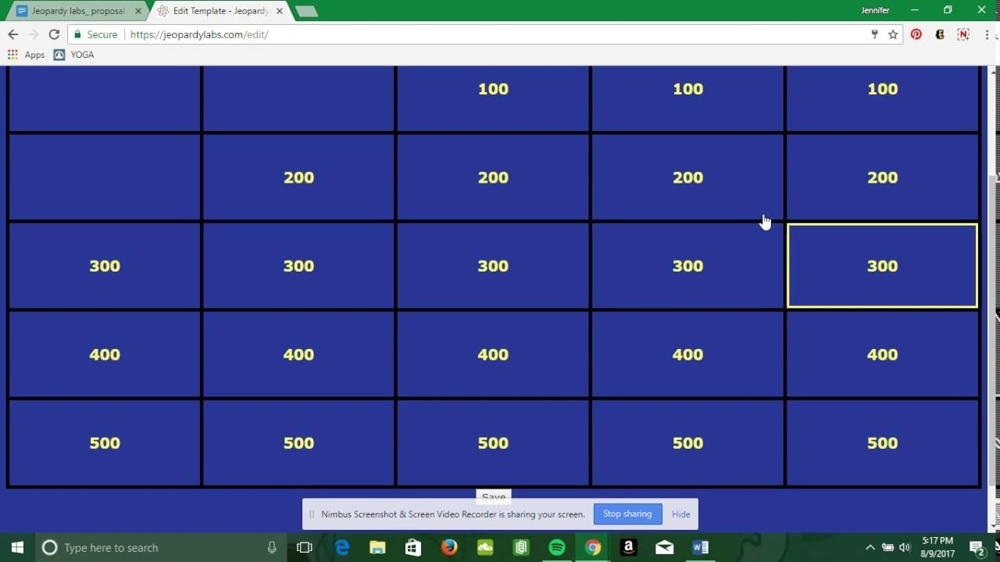 Jeopardy labs_ proposal
Edit Template - Jeopardy
Jennifer
Secure
https://jeopardylabs.com/edit/
Apps
YOGA
100 100 100
200 200 200 200
300 300 300 300 300
400 400 400 400 400
500 500 500 500 500
Save
Nimbus Screenshot & Screen Video Recorder is sharing your screen.
Stop sharing
Hide
Type here to search
5:17 PM
8/9/2017
2